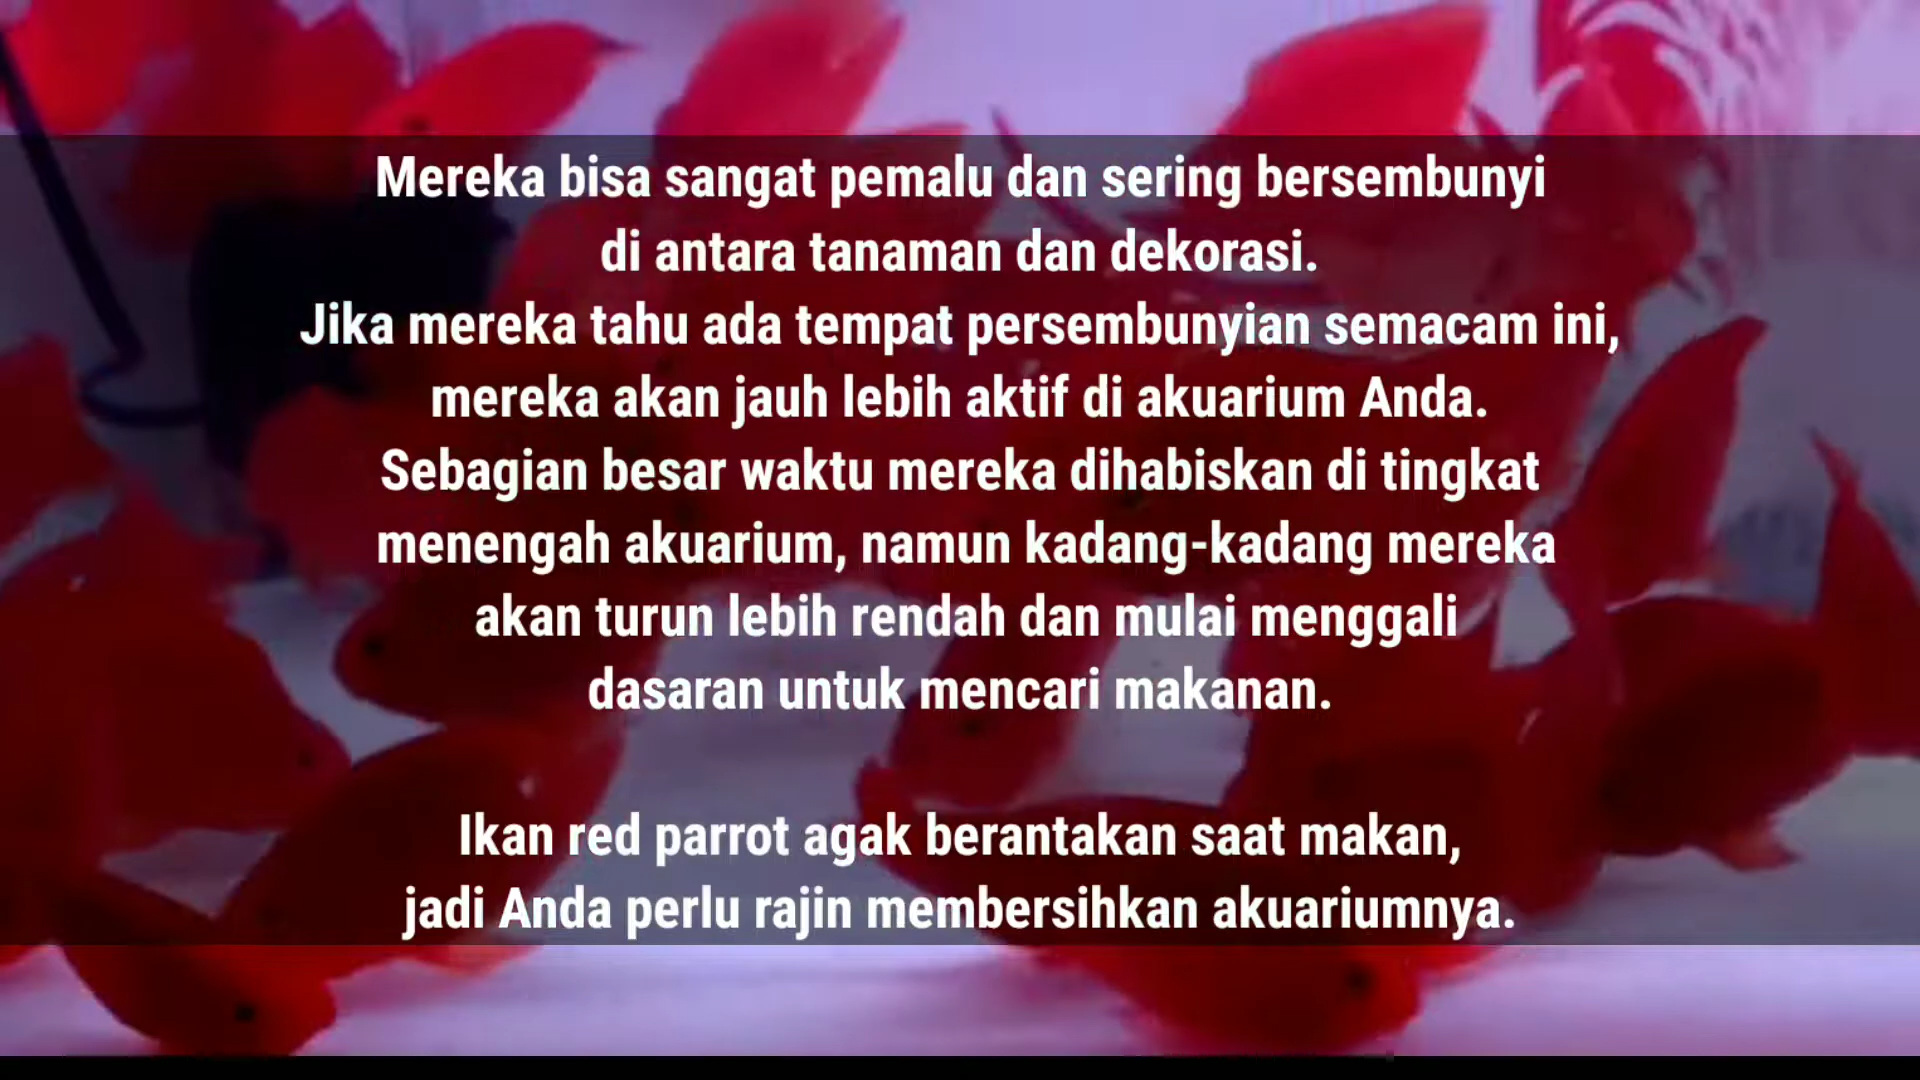 Mereka bisa sangat pemalu dan sering bersembunyi
di antara tanaman dan dekorasi.
Jika mereka tahu ada tempat persembunyian semacam ini,
mereka akan jauh lebih aktif di akuarium Anda.
Sebagian besar waktu mereka dihabiskan di tingkat
menengah akuarium, namun kadang-kadang mereka
akan turun lebih rendah dan mulai menggali
dasaran untuk mencari makanan.
Ikan red parrot agak berantakan saat makan,
jadi Anda perlu rajin membersihkan akuariumnya.